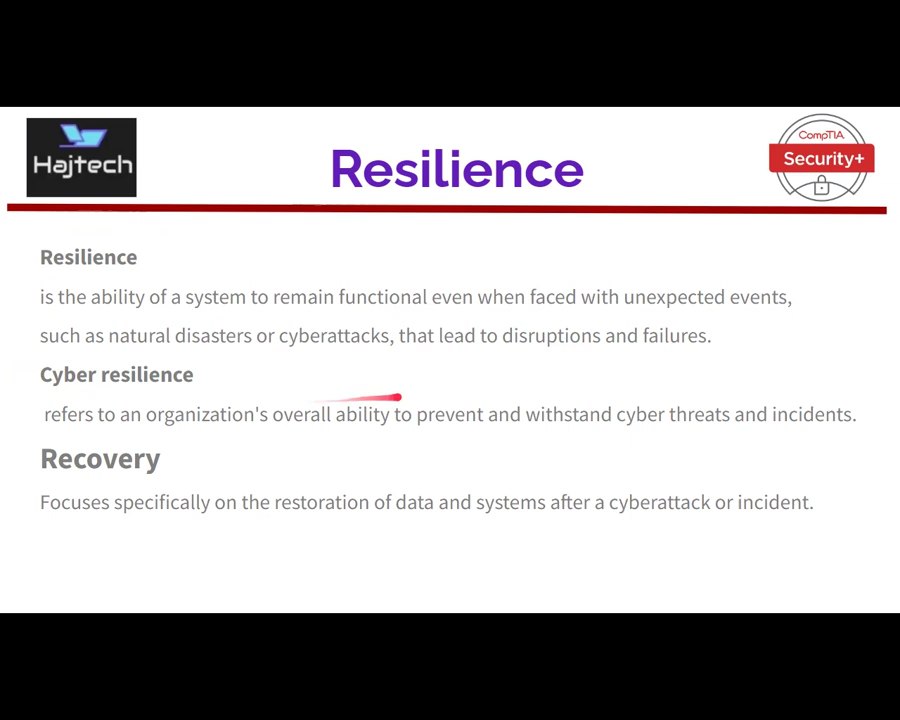 Hajtech
Resilience
CompTIA
Security+
Resilience
is the ability of a system to remain functional even when faced with unexpected events,
such as natural disasters or cyberattacks, that lead to disruptions and failures.
Cyber resilience
refers to an organization's overall ability to prevent and withstand cyber threats and incidents.
Recovery
Focuses specifically on the restoration of data and systems after a cyberattack or incident.